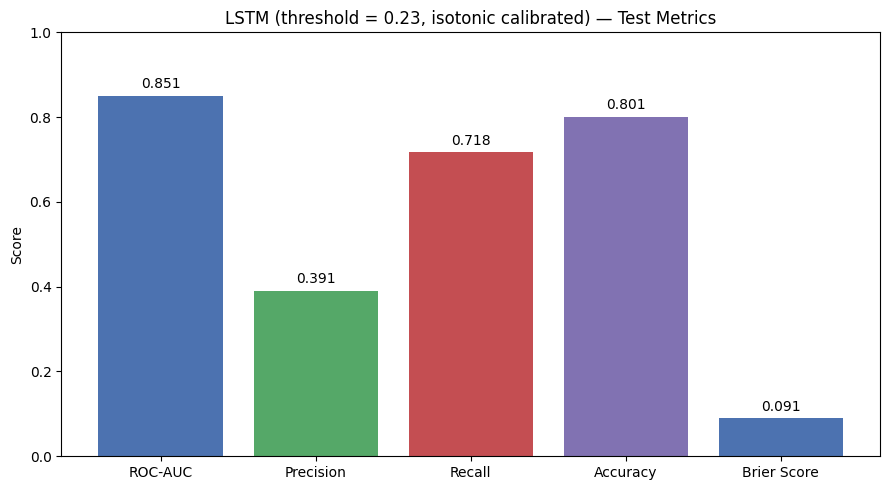 LSTM (threshold = 0.23, isotonic calibrated) — Test Metrics
1.0
0.8
0.6
0.4
0.2
0.0
Score
0.851
0.391
0.718
0.801
0.091
ROC-AUC
Precision
Recall
Accuracy
Brier Score